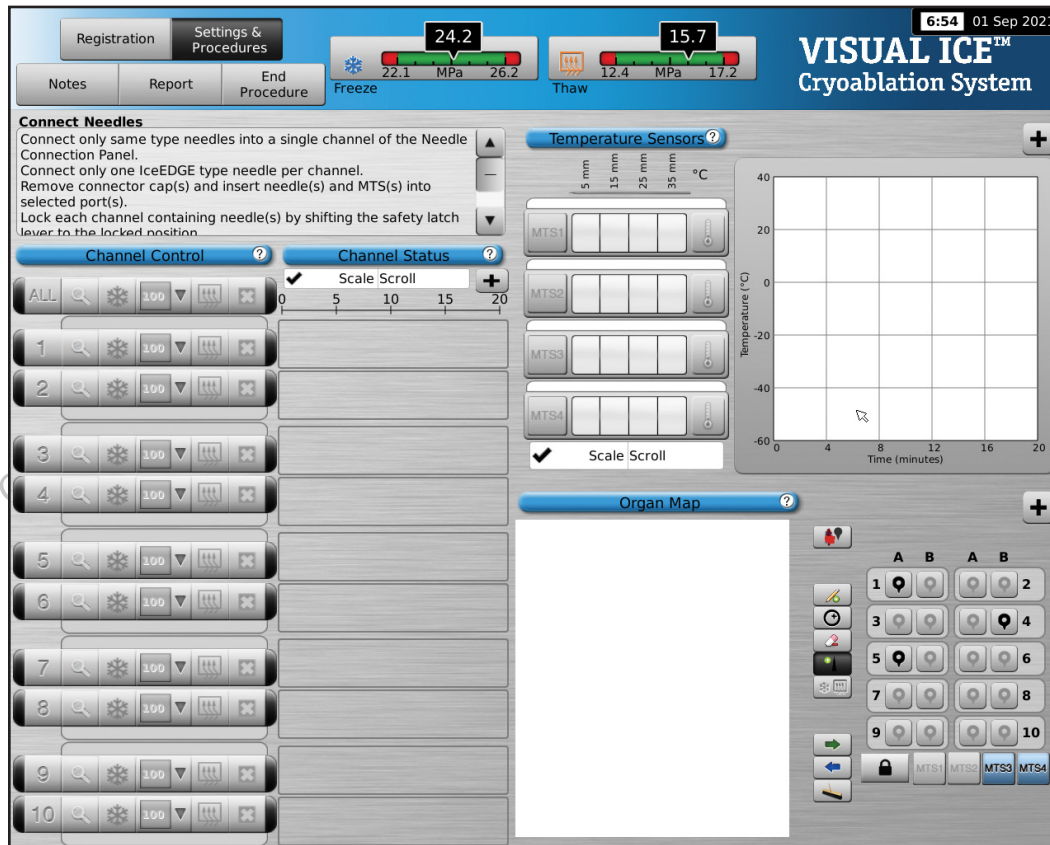 Registration
Settings &
Procedures
24.2
15.7
6:54 01 Sep 2021
VISUAL ICE™
Cryoablation System
Notes
Report
End
Procedure
22.1 MPa 26.2
Freeze
12.4 MPa 17.2
Thaw
Connect Needles
Connect only same type needles into a single channel of the Needle
Connection Panel.
Connect only one IceEDGE type needle per channel.
Remove connector cap(s) and insert needle(s) and MTS(s) into
selected port(s).
Lock each channel containing needle(s) by shifting the safety latch
lever to the locked position
Channel Control ?
Channel Status ?
Scale Scroll
0 5 10 15 20
ALL 100
1 100
2 100
3 100
4 100
5 100
6 100
7 100
8 100
9 100
10 100
Temperature Sensors ?
5 mm 15 mm 25 mm 35 mm °C
MTS1
MTS2
MTS3
MTS4
Scale Scroll
Temperature (°C)
40
20
0
-20
-40
-60
0 4 8 12 16 20
Time (minutes)
Organ Map ?
A B A B
1 2
3 4
5 6
7 8
9 10
MTS1 MTS2 MTS3 MTS4